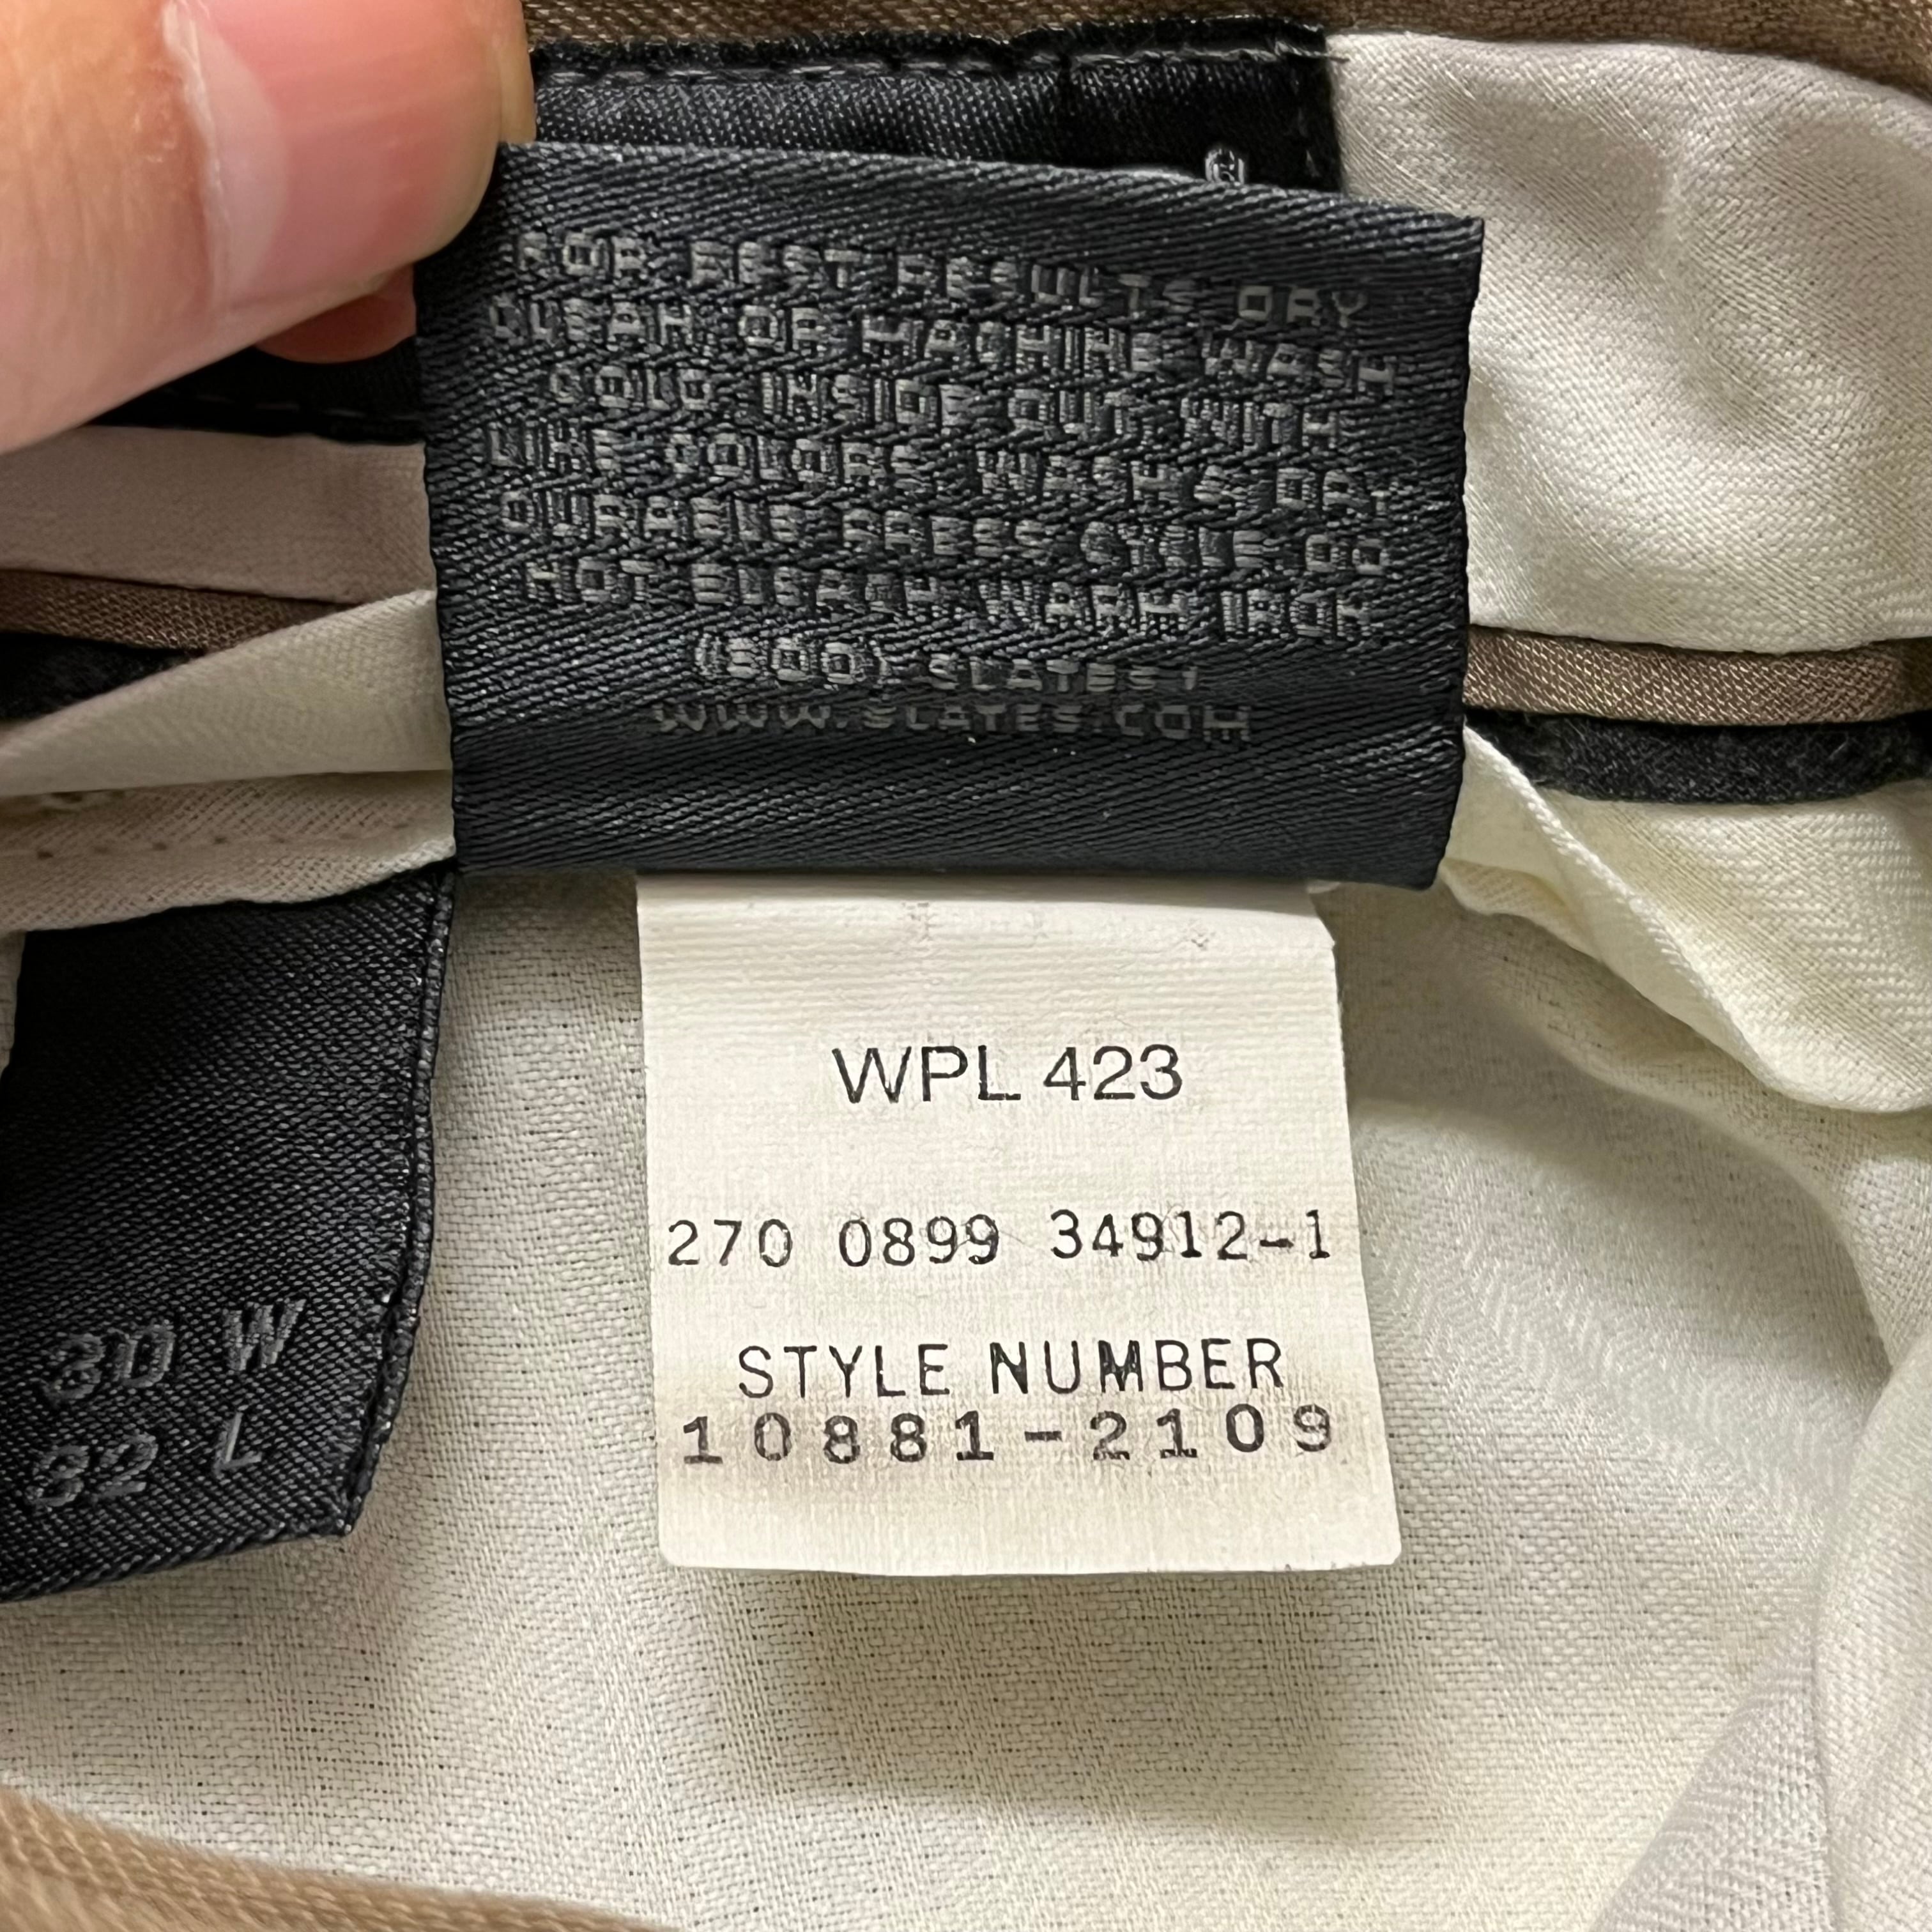 FOR BEST RESULTS DRY
CLEAN OR MACHINE WASH
COLD INSIDE OUT WITH
LIKE COLORS. WASH & DRY
DURABLE PRESS CYCLE DO
NOT BLEACH. WARM IRON
(800) SLATES1
WWW.SLATES.COM
WPL 423
270 0899 34912-1
STYLE NUMBER
10881-2109
30 W
32 L